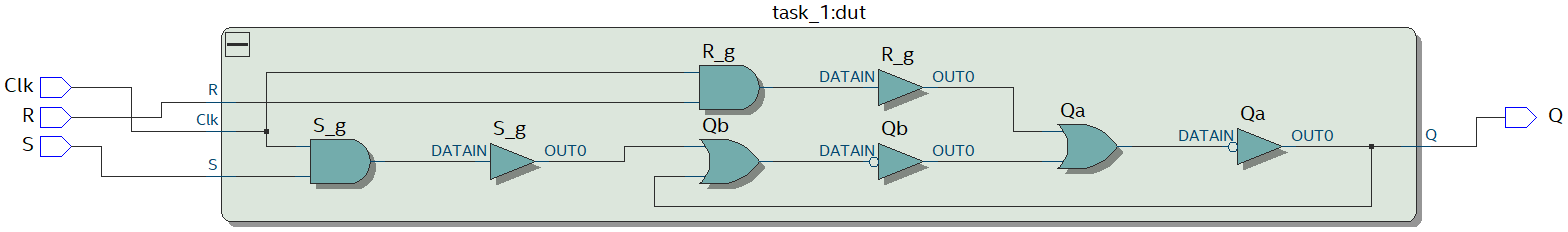 task_1:dut
R_g
R_g
DATAIN
OUT0
Clk
R
R
Clk
S
S
S_g
S_g
DATAIN
OUT0
Qb
Qb
DATAIN
OUT0
Qa
Qa
DATAIN
OUT0
Q
Q